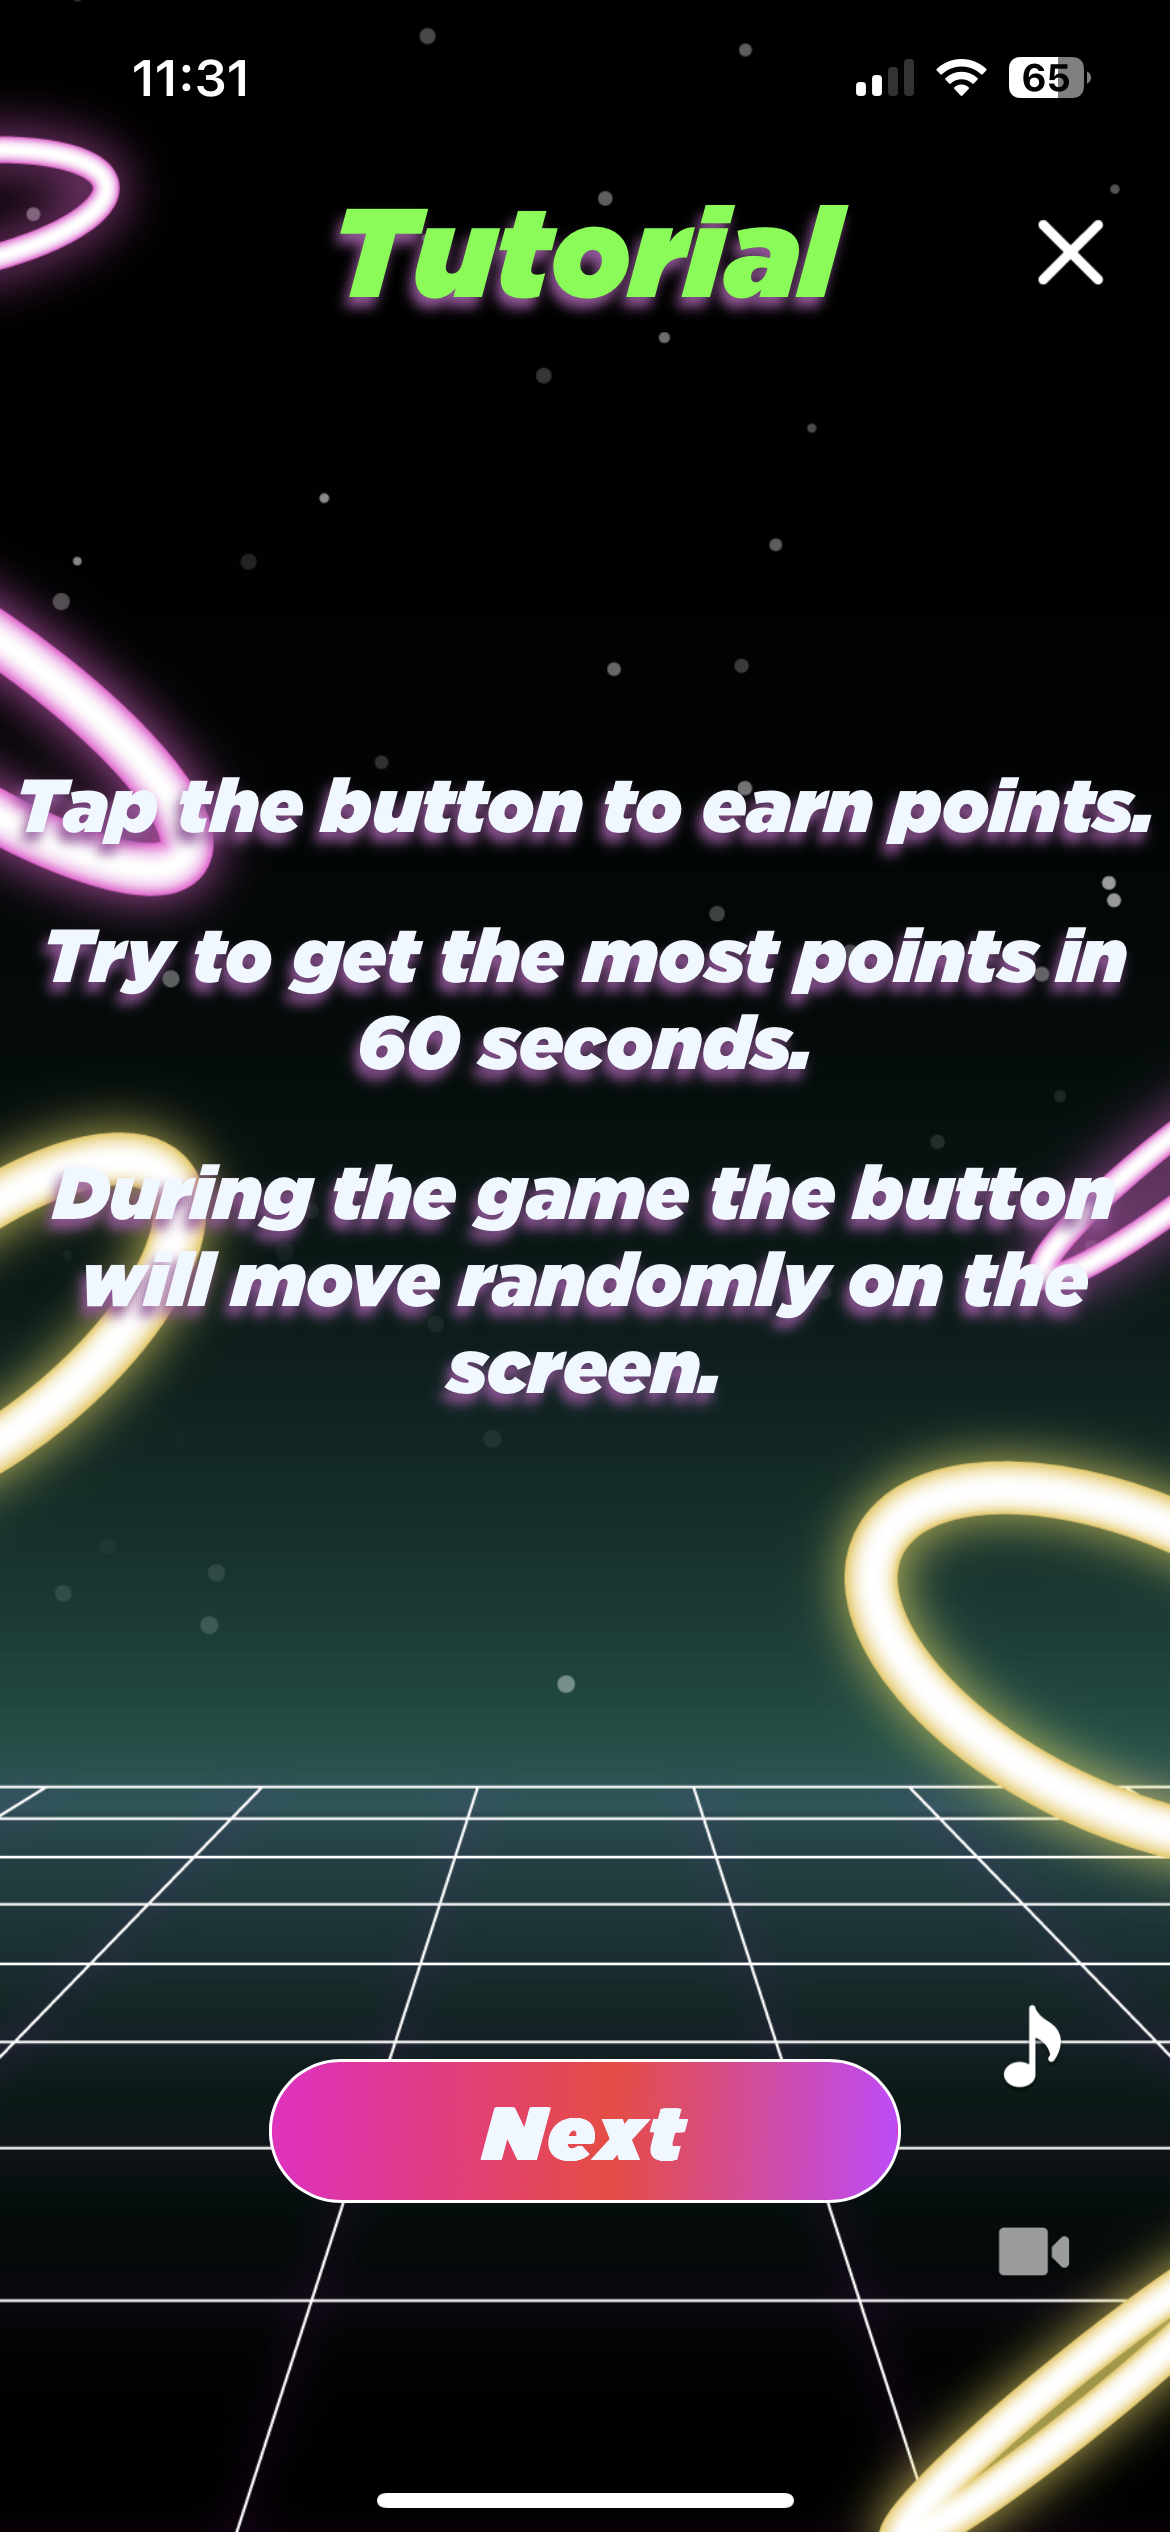 11:31
65
Tutorial
Tap the button to earn points.
Try to get the most points in
60 seconds.
During the game the button
will move randomly on the
screen.
Next